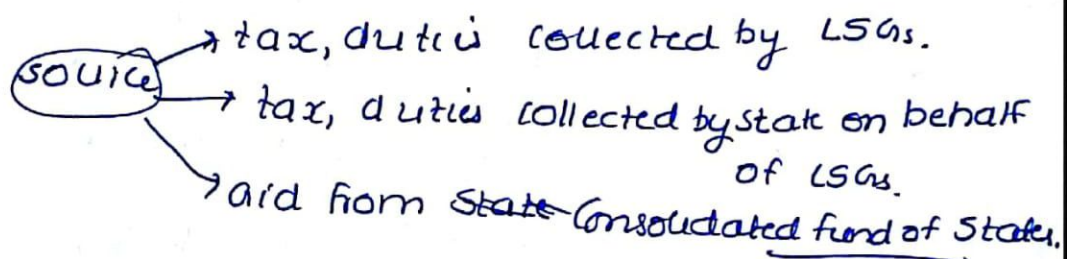 source
tax, duties collected by LSGs.
tax, duties collected by state on behalf
of LSGs.
aid from State Consolidated fund of States.